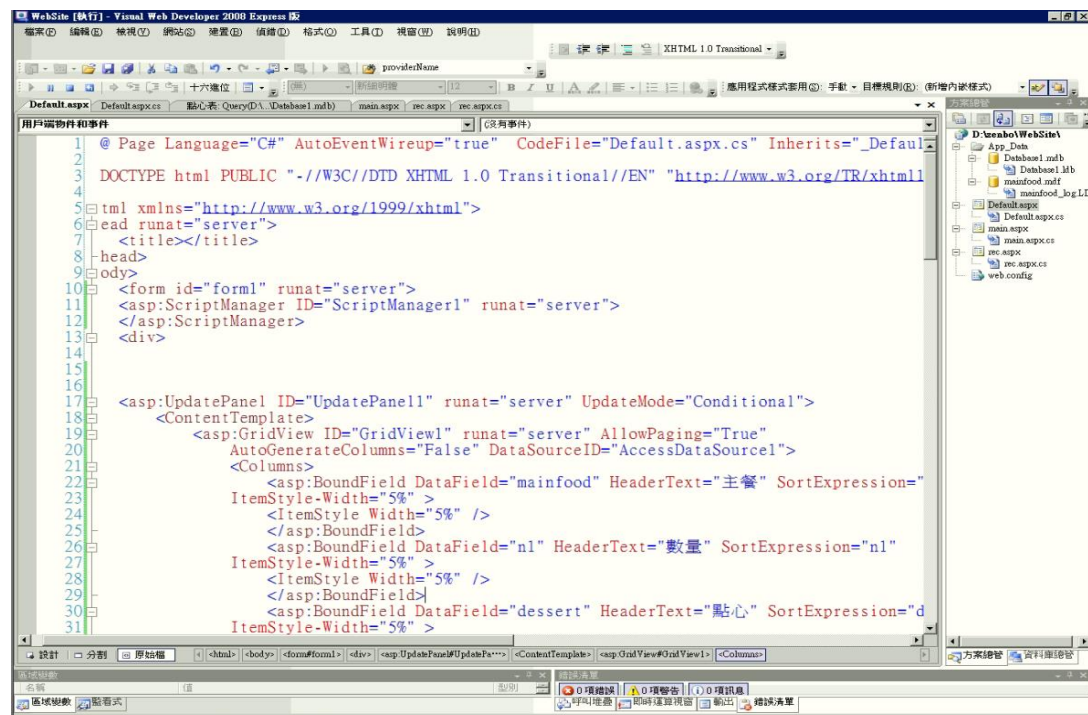 WebSite [執行] - Visual Web Developer 2008 Express 版
檔案(F) 編輯(E) 檢視(V) 網站(S) 建置(B) 偵錯(D) 格式(O) 工具(T) 視窗(W) 說明(H)
XHTML 1.0 Transitional
providerName
十六進位 (無) 新細明體 12 B I U A 應用程式樣式套用(S): 手動 目標規則(R): (新增內嵌樣式)
Default.aspx Default.aspx.cs 點心表: Query(D:\...Database1.mdb) main.aspx rec.aspx rec.aspx.cs
用戶端物件和事件 (沒有事件)
1 @ Page Language="C#" AutoEventWireup="true" CodeFile="Default.aspx.cs" Inherits="_Defaul
2
3 DOCTYPE html PUBLIC "-//W3C//DTD XHTML 1.0 Transitional//EN" "http://www.w3.org/TR/xhtml1
4
5 tml xmlns="http://www.w3.org/1999/xhtml">
6 ead runat="server">
7 <title></title>
8 head>
9 ody>
10 <form id="form1" runat="server">
11 <asp:ScriptManager ID="ScriptManager1" runat="server">
12 </asp:ScriptManager>
13 <div>
14
15
16
17 <asp:UpdatePanel ID="UpdatePanel1" runat="server" UpdateMode="Conditional">
18 <ContentTemplate>
19 <asp:GridView ID="GridView1" runat="server" AllowPaging="True"
20 AutoGenerateColumns="False" DataSourceID="AccessDataSource1">
21 <Columns>
22 <asp:BoundField DataField="mainfood" HeaderText="主餐" SortExpression="
23 ItemStyle-Width="5%" >
24 <ItemStyle Width="5%" />
25 </asp:BoundField>
26 <asp:BoundField DataField="n1" HeaderText="數量" SortExpression="n1"
27 ItemStyle-Width="5%" >
28 <ItemStyle Width="5%" />
29 </asp:BoundField>
30 <asp:BoundField DataField="dessert" HeaderText="點心" SortExpression="d
31 ItemStyle-Width="5%" >
設計 分割 原始檔 <html> <body> <form#form1> <div> <asp:UpdatePanel#UpdatePa...> <ContentTemplate> <asp:GridView#GridView1> <Columns>
方案總管
D:\zenbo\WebSite\
App_Data
Database1.mdb
Database1.ldb
mainfood.mdf
mainfood_log.LD
Default.aspx
Default.aspx.cs
main.aspx
main.aspx.cs
rec.aspx
rec.aspx.cs
web.config
方案總管 資料庫總管
區域變數
名稱 值 型別
區域變數 監看式
錯誤清單
0 項錯誤 0 項警告 0 項訊息
呼叫堆疊 即時運算視窗 輸出 錯誤清單